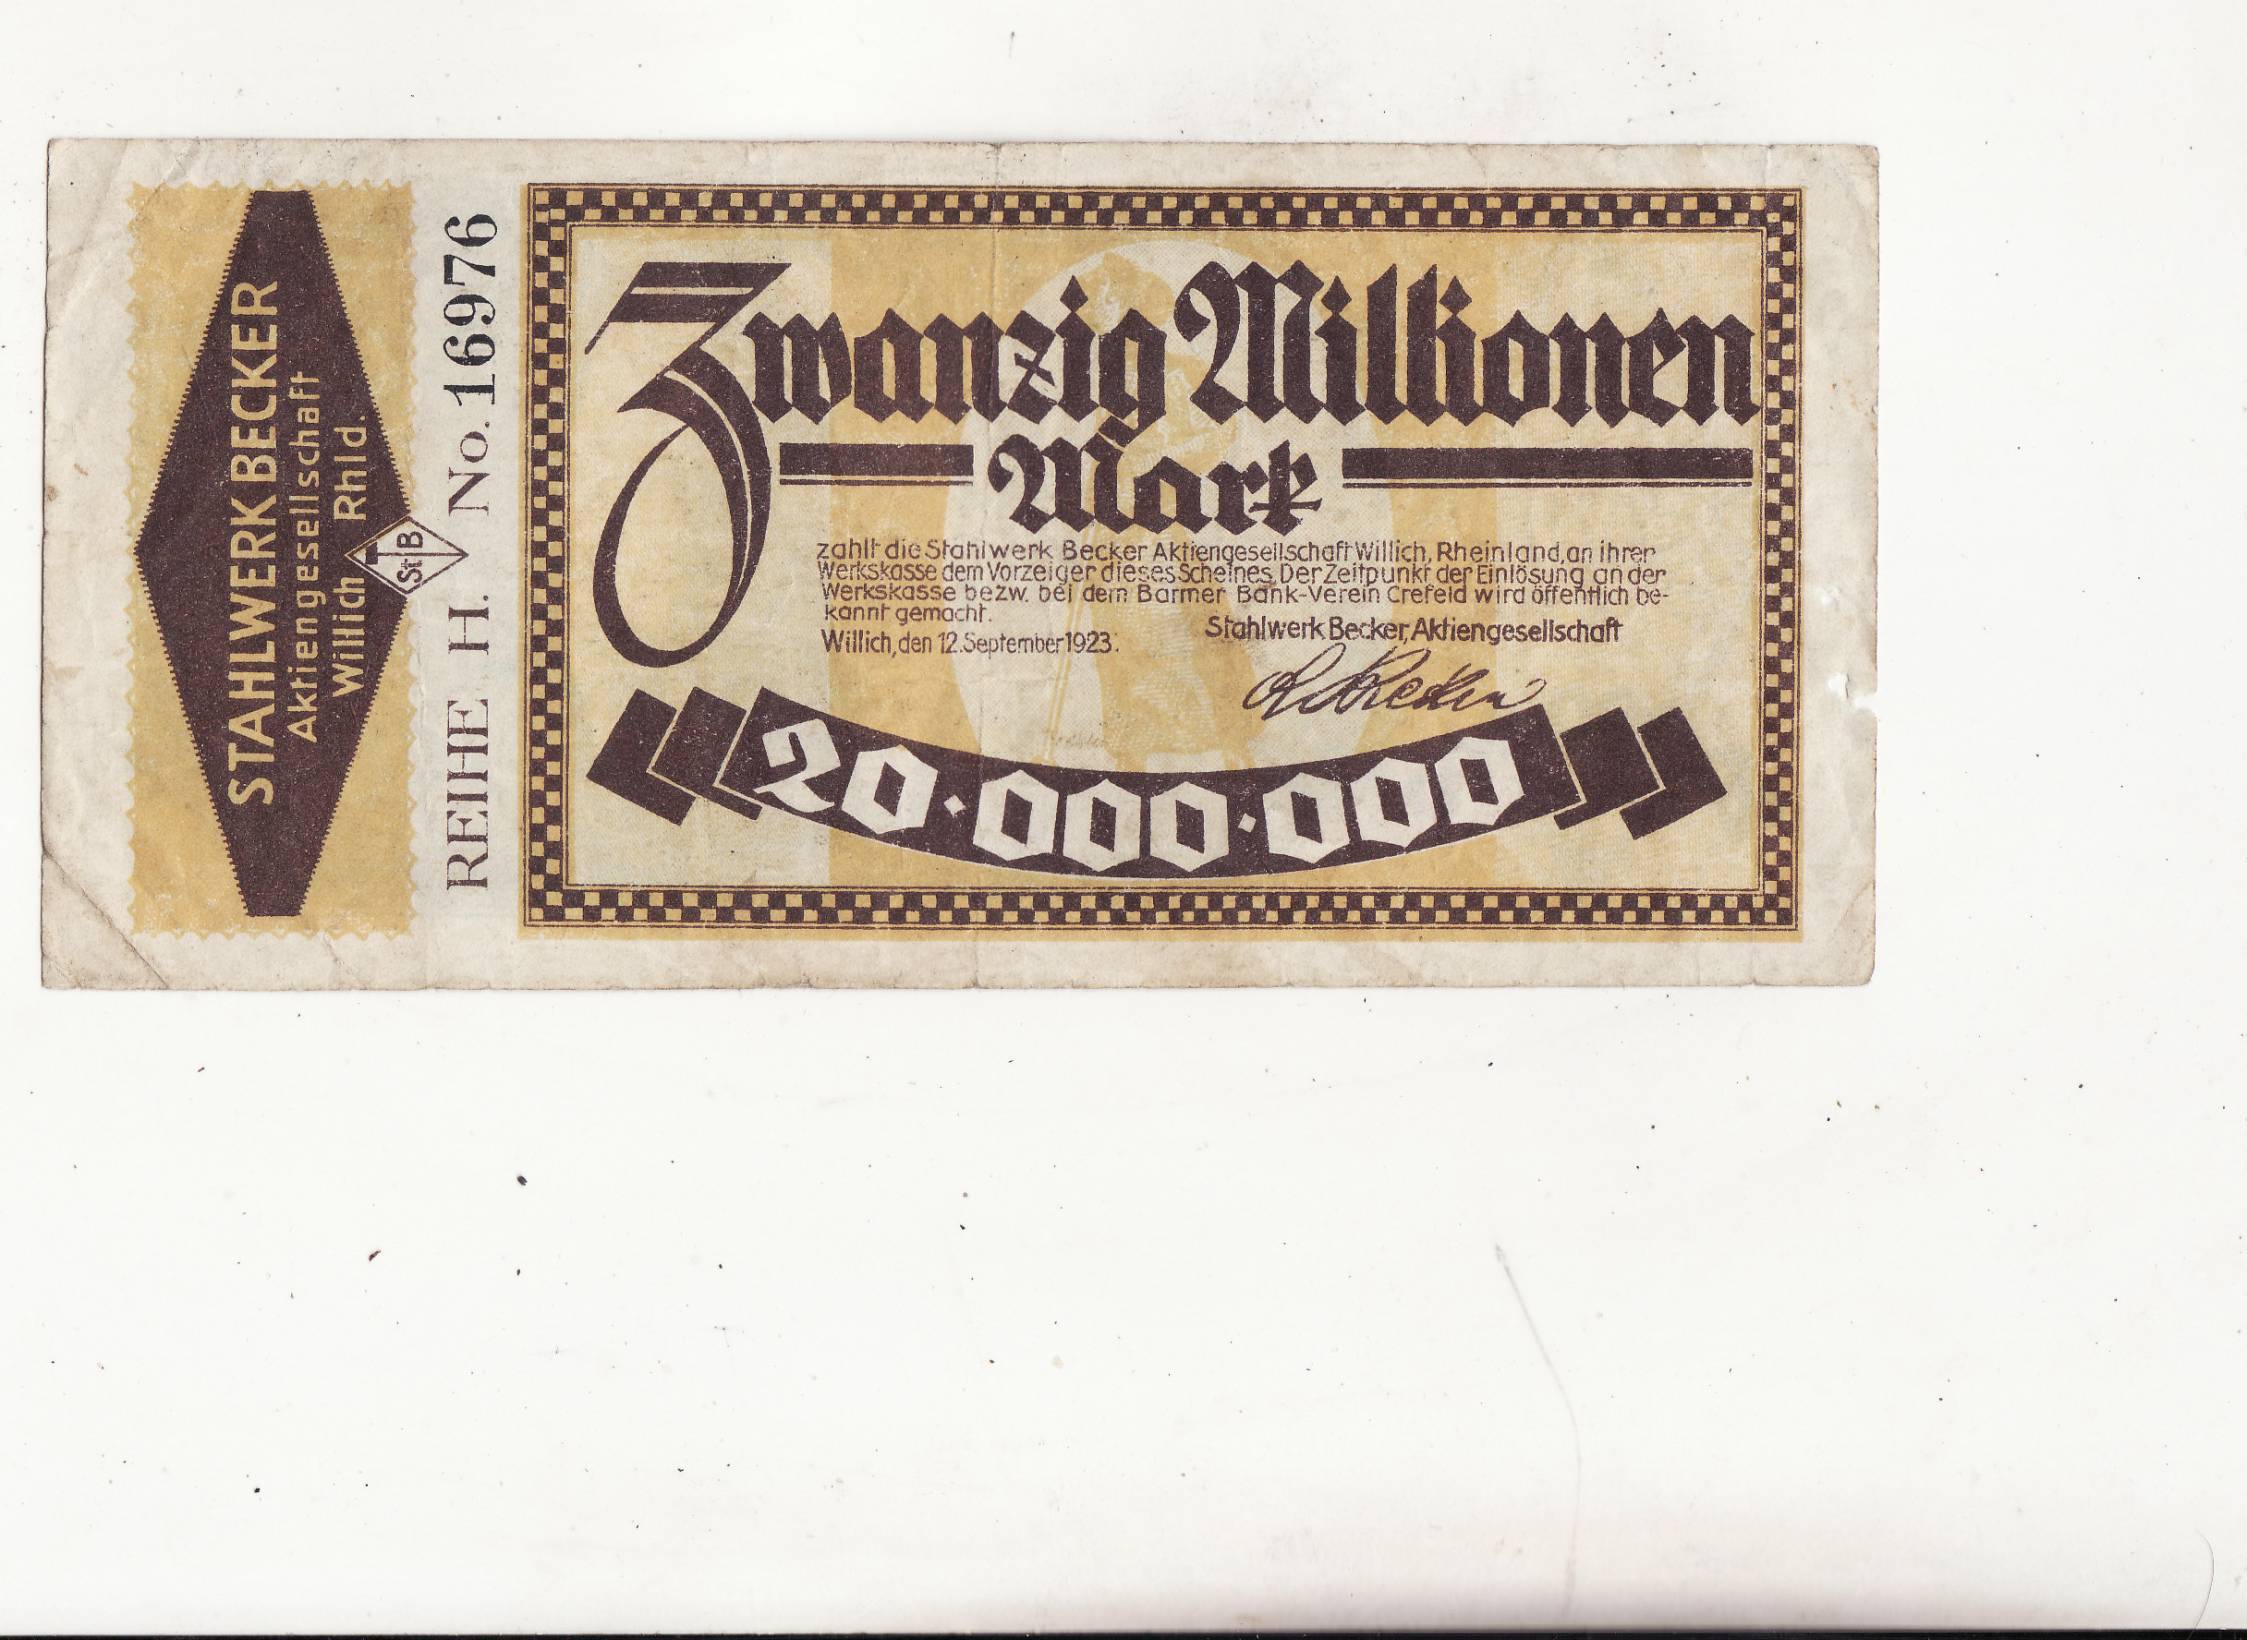 STAHLWERK BECKER
Aktiengesellschaft
Willich Rhld.
St T B
REIHE H. No. 16976
Zwanzig Millionen
Mark
zahlt die Stahlwerk Becker Aktiengesellschaft Willich, Rheinland, an ihrer
Werkskasse dem Vorzeiger dieses Scheines. Der Zeitpunkt der Einlösung an der
Werkskasse bezw. bei dem Barmer Bank-Verein Crefeld wird öffentlich be-
kannt gemacht.
Willich, den 12. September 1923.
Stahlwerk Becker, Aktiengesellschaft
20.000.000